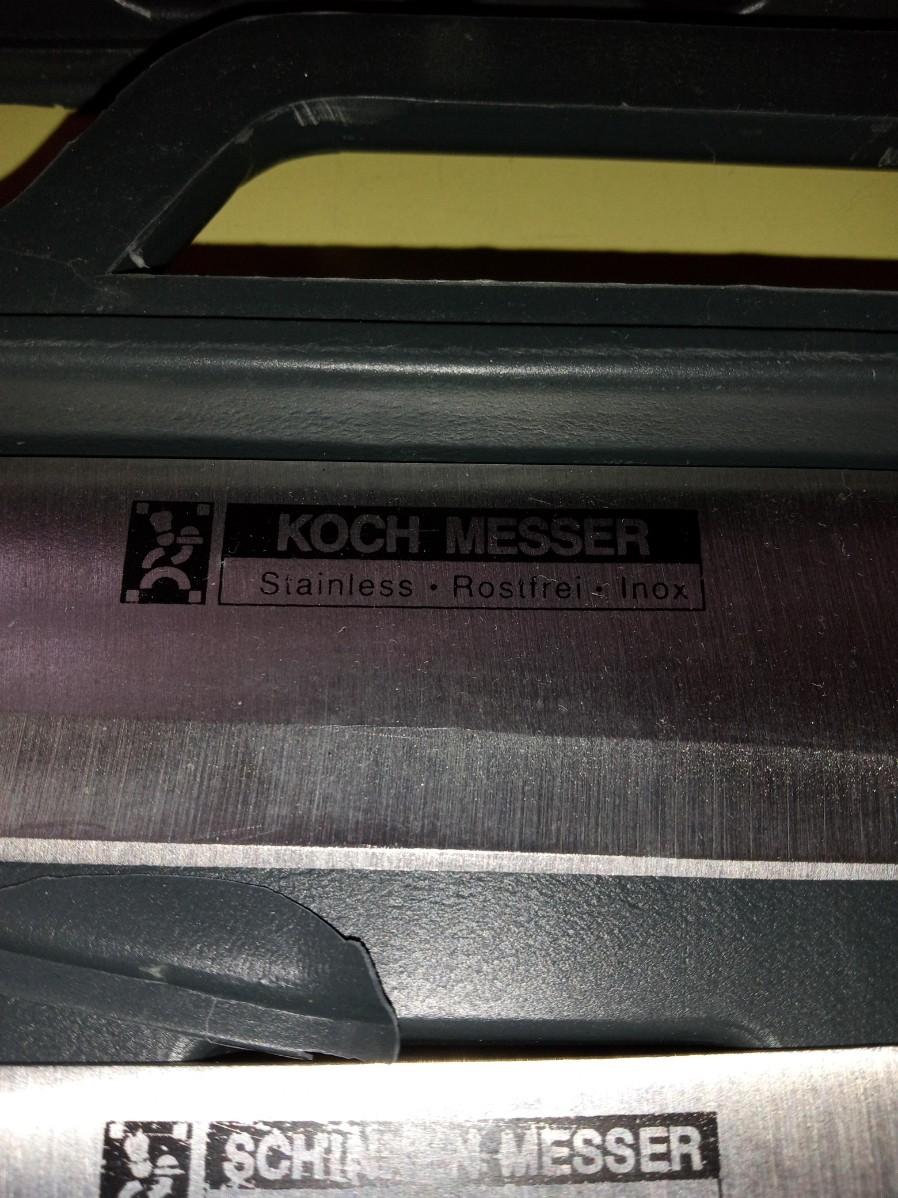 KOCH MESSER
Stainless · Rostfrei · Inox
MESSER